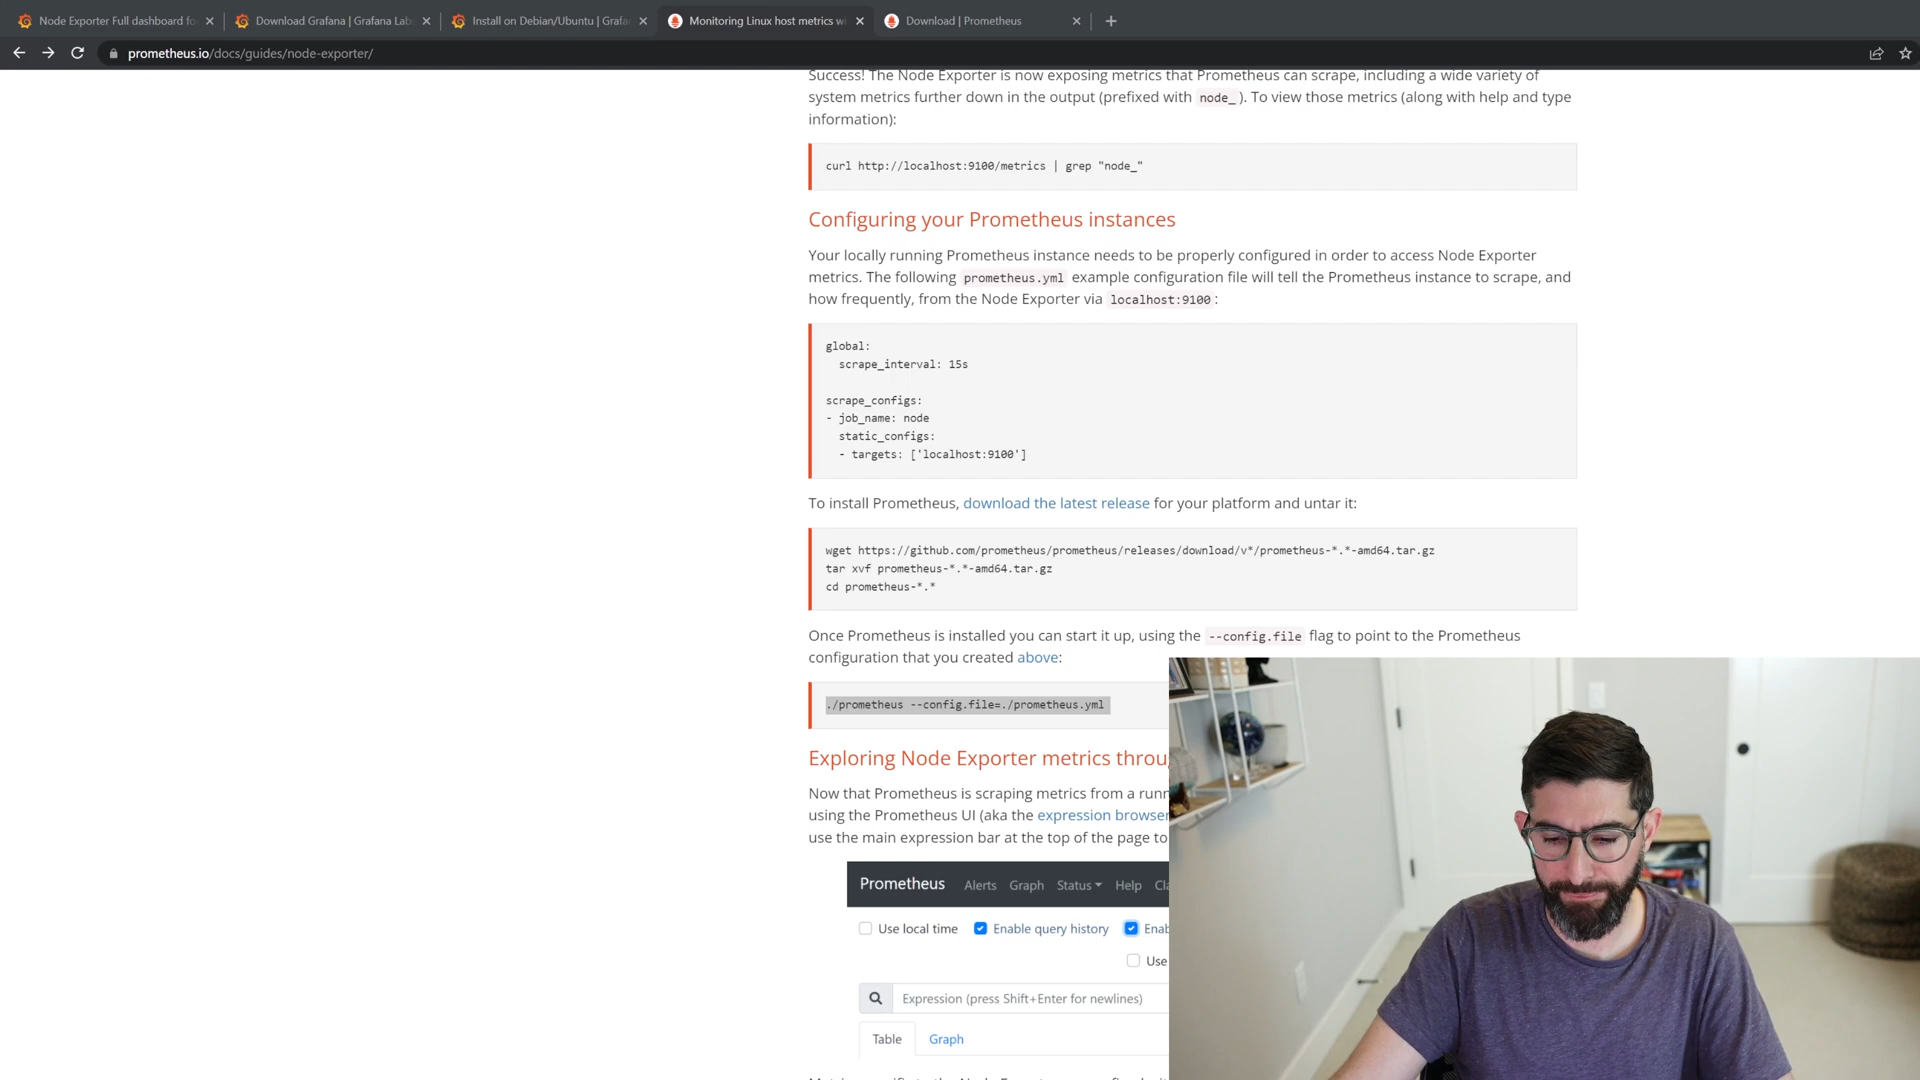 Node Exporter Full dashboard fo
Download Grafana | Grafana Lab
Install on Debian/Ubuntu | Grafa
Monitoring Linux host metrics wi
Download | Prometheus
prometheus.io/docs/guides/node-exporter/
Success! The Node Exporter is now exposing metrics that Prometheus can scrape, including a wide variety of
system metrics further down in the output (prefixed with node_ ). To view those metrics (along with help and type
information):
curl http://localhost:9100/metrics | grep "node_"
Configuring your Prometheus instances
Your locally running Prometheus instance needs to be properly configured in order to access Node Exporter
metrics. The following prometheus.yml example configuration file will tell the Prometheus instance to scrape, and
how frequently, from the Node Exporter via localhost:9100 :
global:
scrape_interval: 15s
scrape_configs:
- job_name: node
static_configs:
- targets: ['localhost:9100']
To install Prometheus, download the latest release for your platform and untar it:
wget https://github.com/prometheus/prometheus/releases/download/v*/prometheus-*.*-amd64.tar.gz
tar xvf prometheus-*.*-amd64.tar.gz
cd prometheus-*.*
Once Prometheus is installed you can start it up, using the --config.file flag to point to the Prometheus
configuration that you created above:
./prometheus --config.file=./prometheus.yml
Exploring Node Exporter metrics throu
Now that Prometheus is scraping metrics from a runn
using the Prometheus UI (aka the expression browser
use the main expression bar at the top of the page to
Prometheus Alerts Graph Status Help Cla
Use local time Enable query history Enab
Use
Expression (press Shift+Enter for newlines)
Table Graph